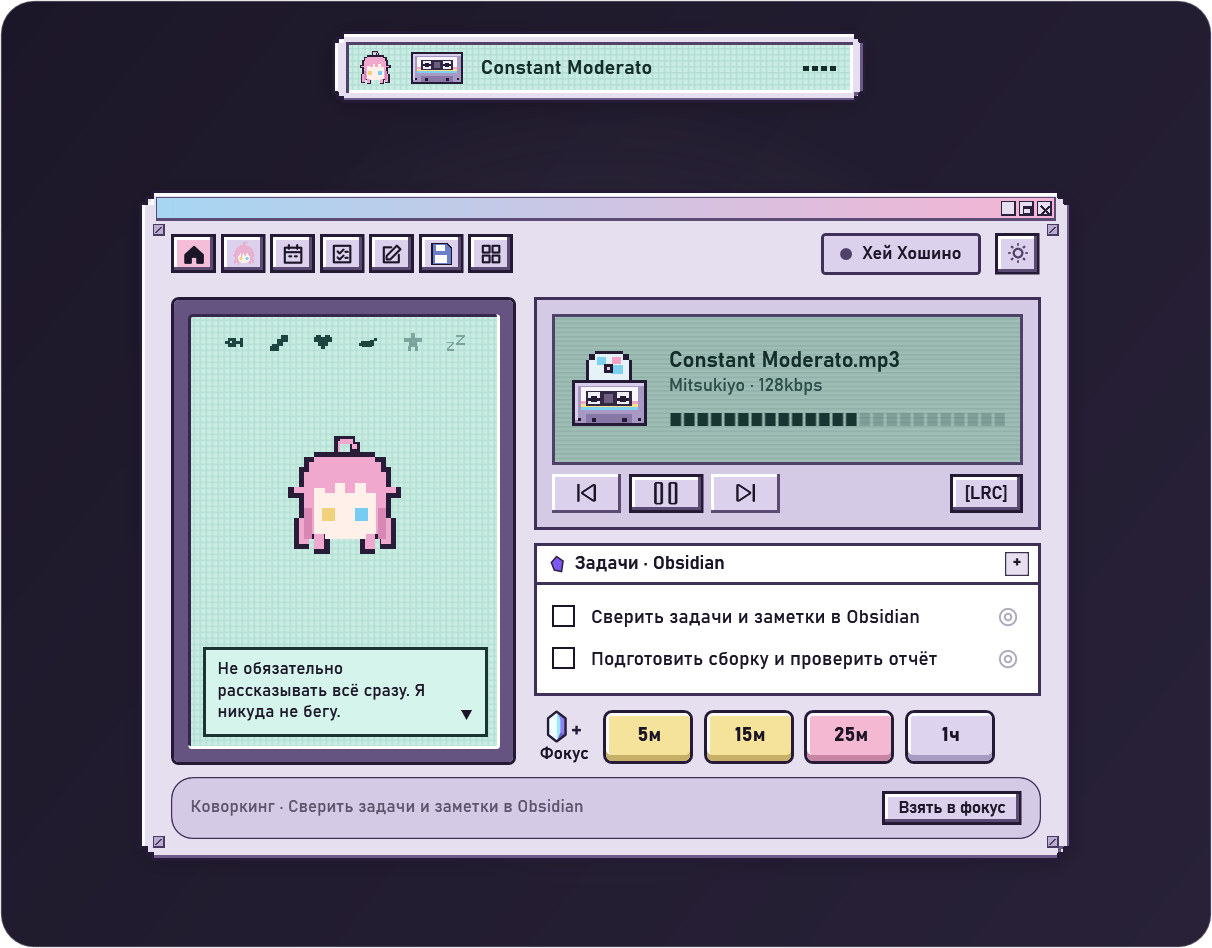 Constant Moderato
Хей Хошино
zZ
Constant Moderato.mp3
Mitsukiyo · 128kbps
[LRC]
Задачи · Obsidian
+
Сверить задачи и заметки в Obsidian
Подготовить сборку и проверить отчёт
Не обязательно
рассказывать всё сразу. Я
никуда не бегу.
+
Фокус
5м
15м
25м
1ч
Коворкинг · Сверить задачи и заметки в Obsidian
Взять в фокус